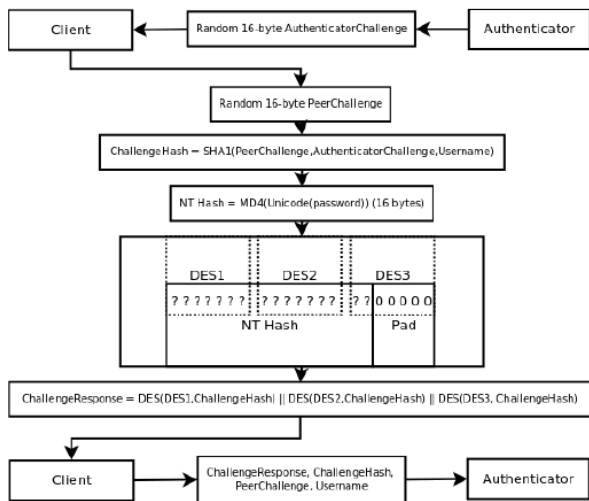 Client
Random 16-byte AuthenticatorChallenge
Authenticator
Random 16-byte PeerChallenge
ChallengeHash = SHA1(PeerChallenge,AuthenticatorChallenge,Username)
NT Hash = MD4(Unicode(password)) (16 bytes)
DES1 DES2 DES3
? ? ? ? ? ? ? ? ? ? ? ? ? ? ? ? 0 0 0 0 0
NT Hash Pad
ChallengeResponse = DES(DES1,ChallengeHash) || DES(DES2,ChallengeHash) || DES(DES3, ChallengeHash)
Client
ChallengeResponse, ChallengeHash,
PeerChallenge, Username
Authenticator